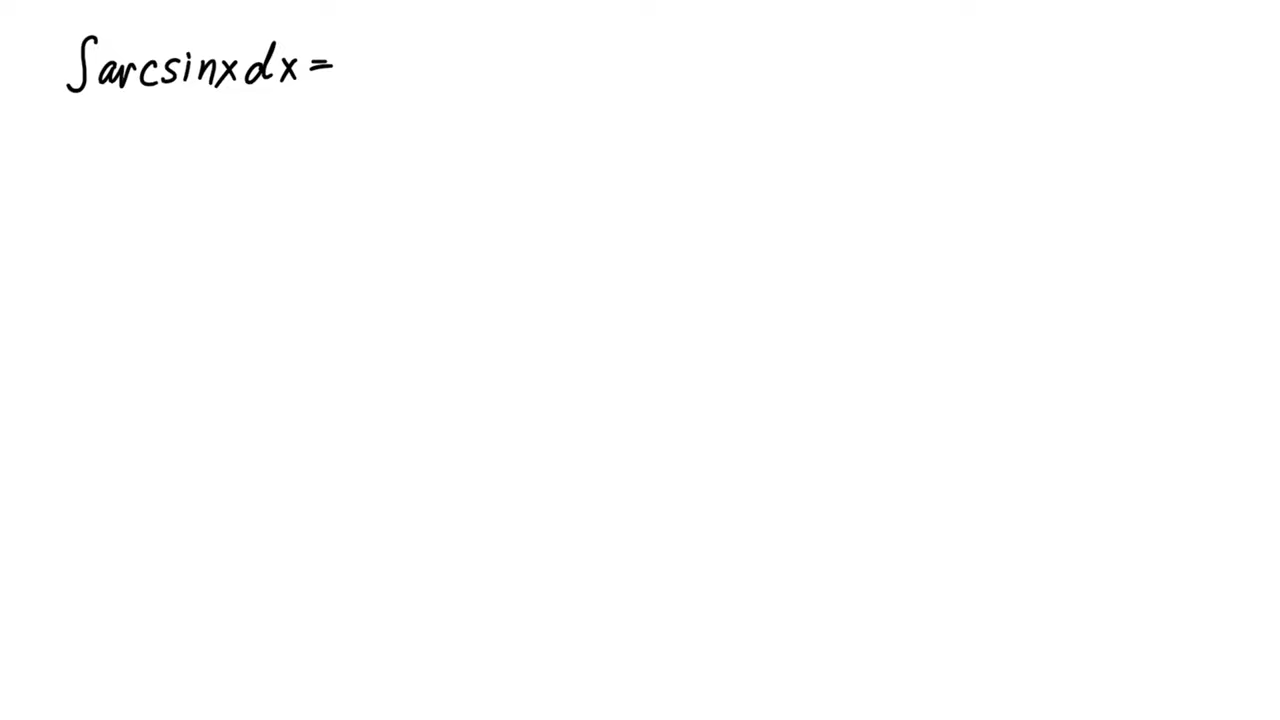 ∫arcsinx dx =